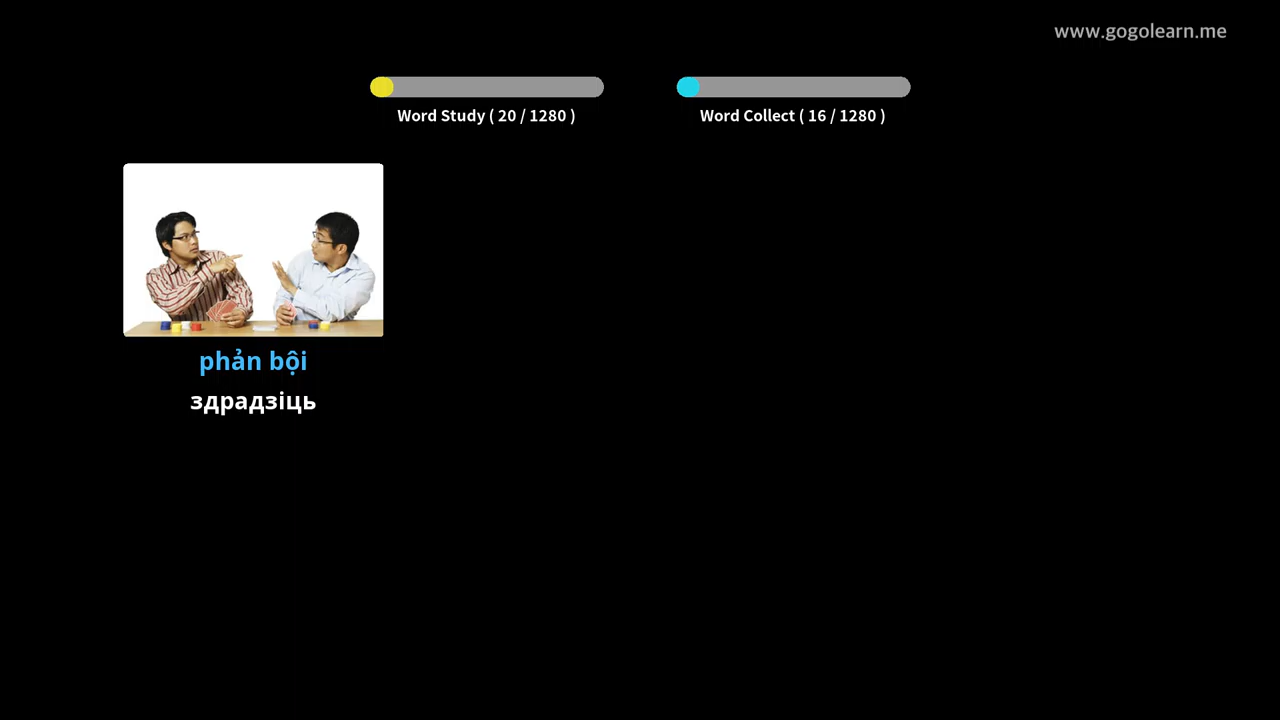 www.gogolearn.me
Word Study ( 20 / 1280 )
Word Collect ( 16 / 1280 )
phản bội
здрадзіць